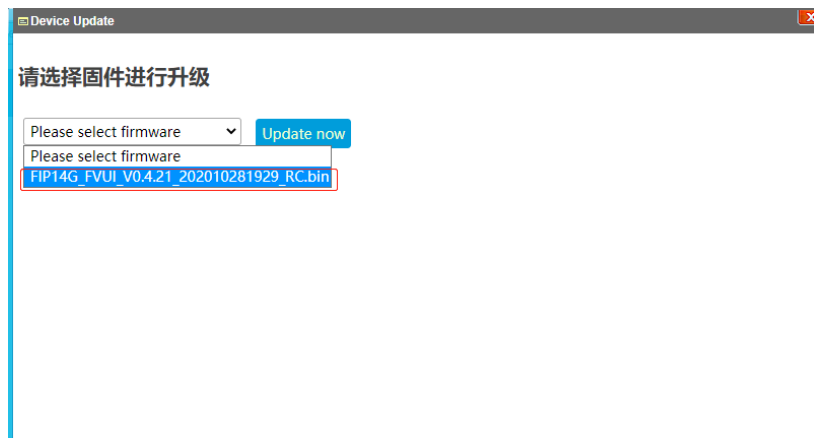 Device Update
请选择固件进行升级
Please select firmware
Update now
Please select firmware
FIP14G_FVUI_V0.4.21_202010281929_RC.bin